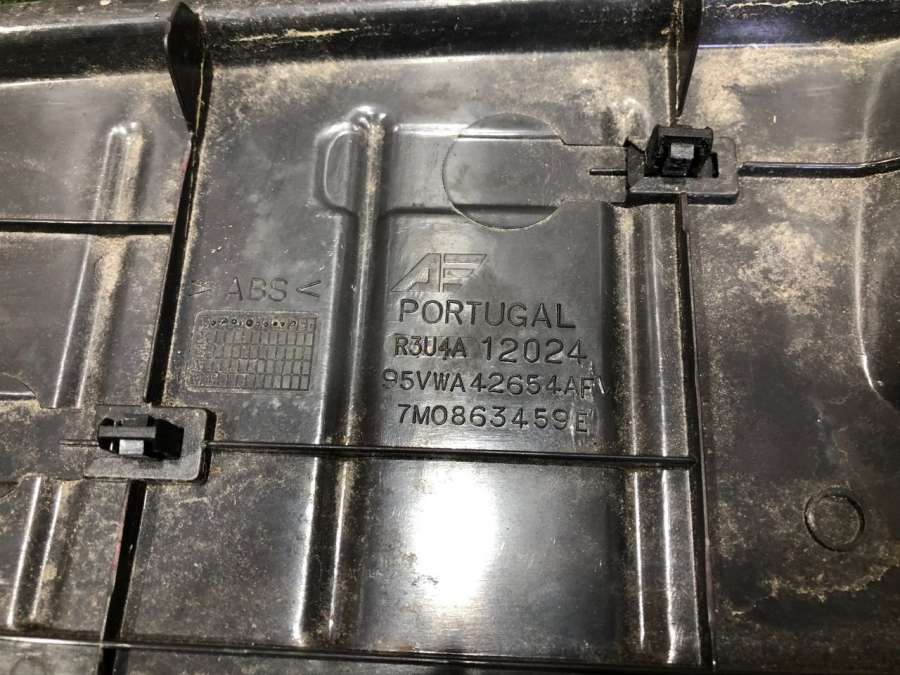 AF
> ABS <
PORTUGAL
R3U4A 12024
95VWA42654AF
7M0863459E